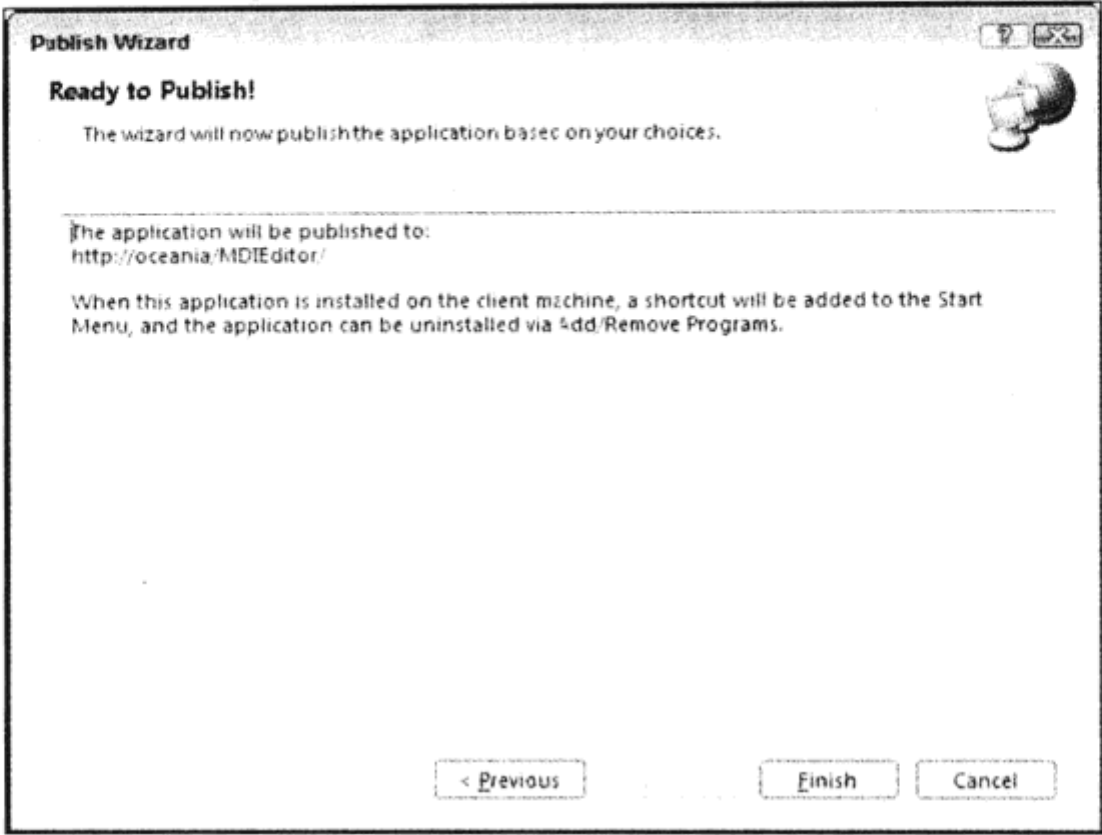 Publish Wizard
?
X
Ready to Publish!
The wizard will now publish the application based on your choices.
The application will be published to:
http://oceania/MDIEditor/
When this application is installed on the client machine, a shortcut will be added to the Start
Menu, and the application can be uninstalled via Add/Remove Programs.
< Previous
Finish
Cancel